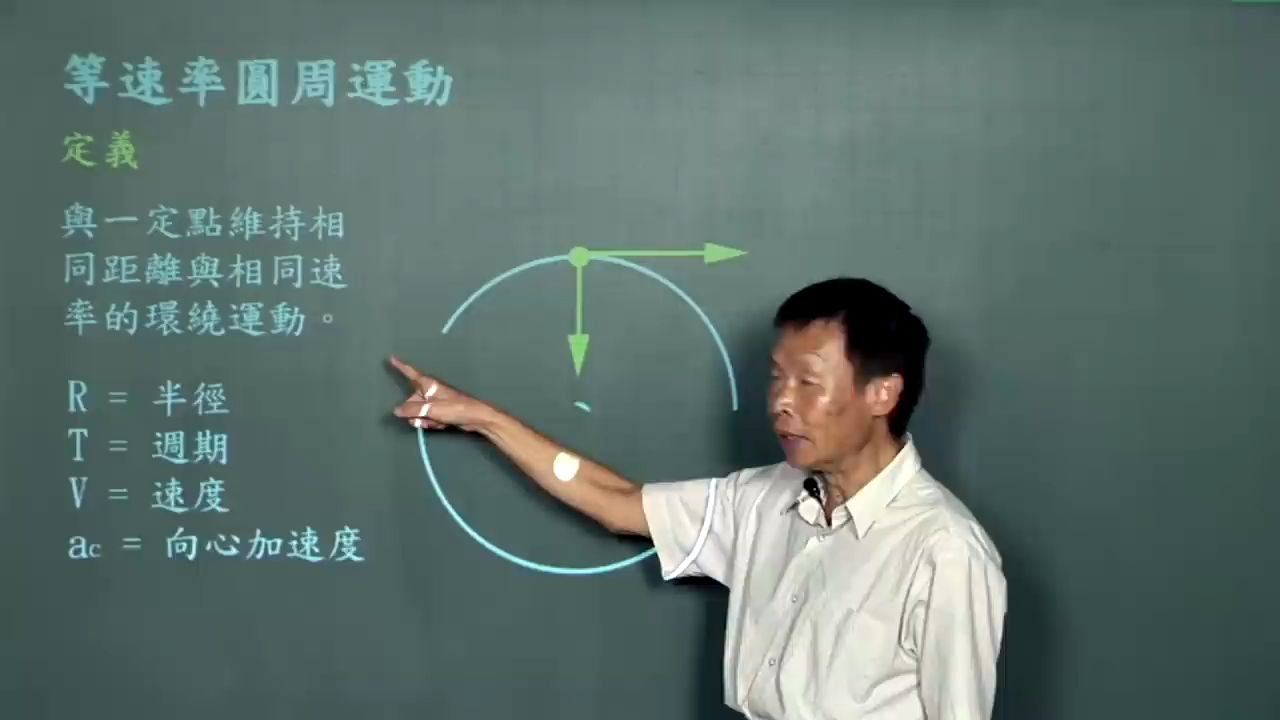 等速率圓周運動
定義
與一定點維持相
同距離與相同速
率的環繞運動。
R = 半徑
T = 週期
V = 速度
ac = 向心加速度